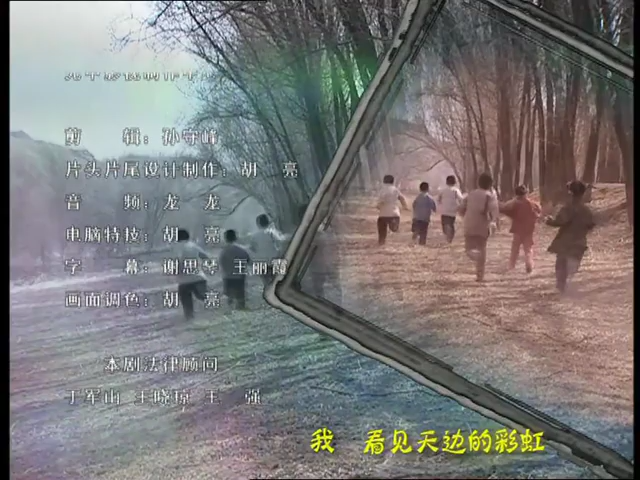 剪　　辑：孙守峰
片头片尾设计制作：胡　亮
音　　频：龙　龙
电脑特技：胡　亮
字　　幕：谢思琴　王丽霞
画面调色：胡　亮
本剧法律顾问
于军山　王晓琼　王　强
我　看见天边的彩虹